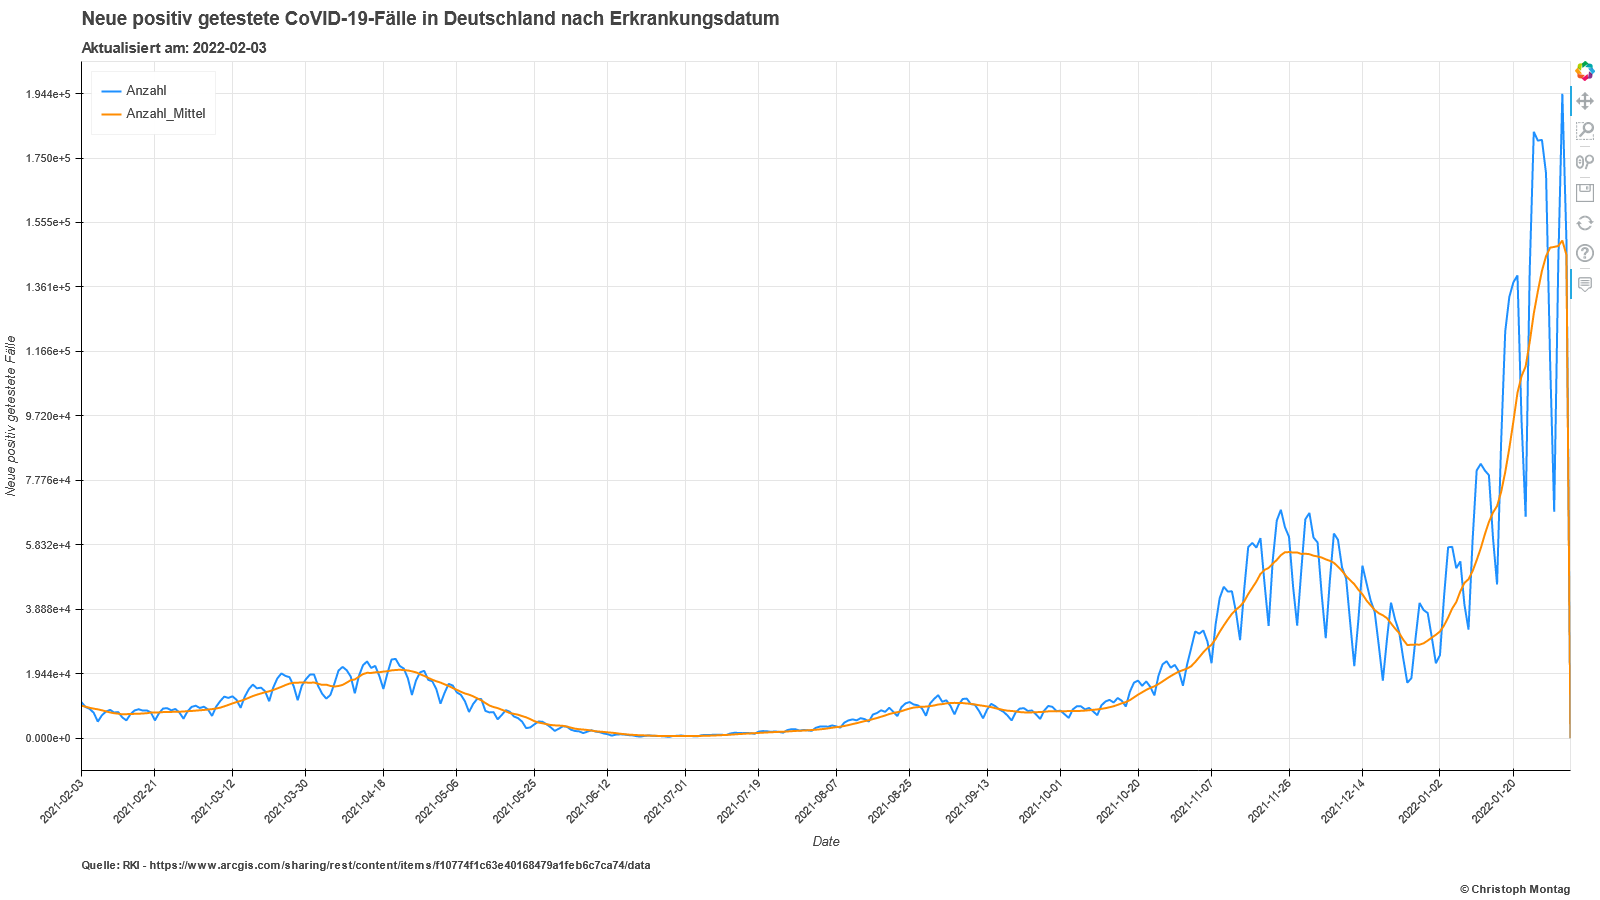 Neue positiv getestete CoVID-19-Fälle in Deutschland nach Erkrankungsdatum
Aktualisiert am: 2022-02-03
Anzahl
Anzahl_Mittel
1.944e+5
1.750e+5
1.555e+5
1.361e+5
1.166e+5
9.720e+4
7.776e+4
5.832e+4
3.888e+4
1.944e+4
0.000e+0
Neue positiv getestete Fälle
2021-02-03
2021-02-21
2021-03-12
2021-03-30
2021-04-18
2021-05-06
2021-05-25
2021-06-12
2021-07-01
2021-07-19
2021-08-07
2021-08-25
2021-09-13
2021-10-01
2021-10-20
2021-11-07
2021-11-26
2021-12-14
2022-01-02
2022-01-20
Date
Quelle: RKI - https://www.arcgis.com/sharing/rest/content/items/f10774f1c63e40168479a1feb6c7ca74/data
© Christoph Montag